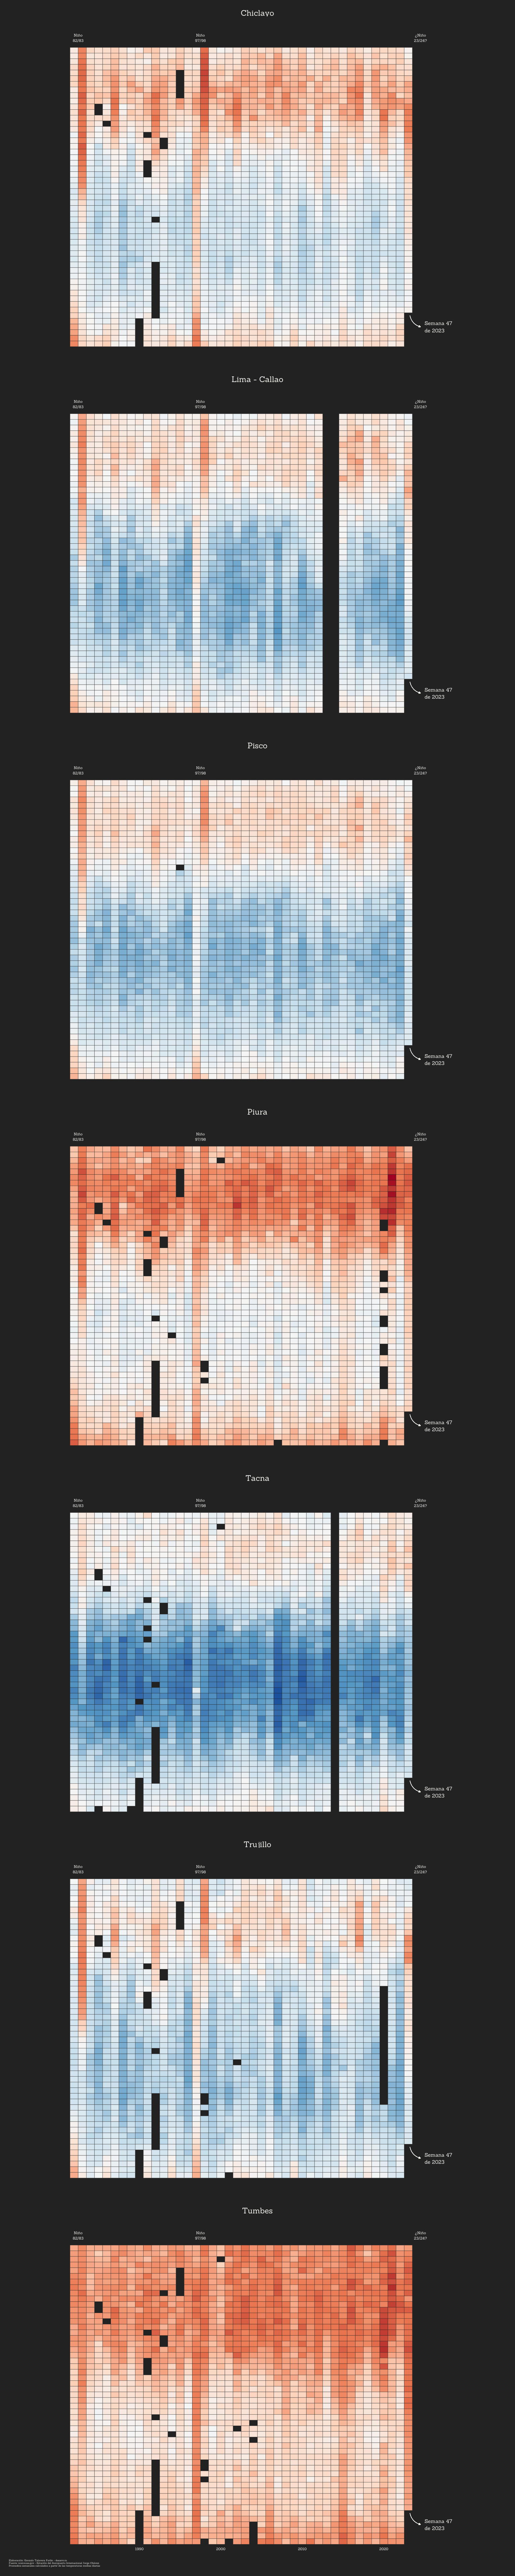 Chiclayo
Niño
82/83
Niño
97/98
¿Niño
23/24?
Semana 47
de 2023
Lima - Callao
Niño
82/83
Niño
97/98
¿Niño
23/24?
Semana 47
de 2023
Pisco
Niño
82/83
Niño
97/98
¿Niño
23/24?
Semana 47
de 2023
Piura
Niño
82/83
Niño
97/98
¿Niño
23/24?
Semana 47
de 2023
Tacna
Niño
82/83
Niño
97/98
¿Niño
23/24?
Semana 47
de 2023
Trujillo
Niño
82/83
Niño
97/98
¿Niño
23/24?
Semana 47
de 2023
Tumbes
Niño
82/83
Niño
97/98
¿Niño
23/24?
Semana 47
de 2023
1990
2000
2010
2020